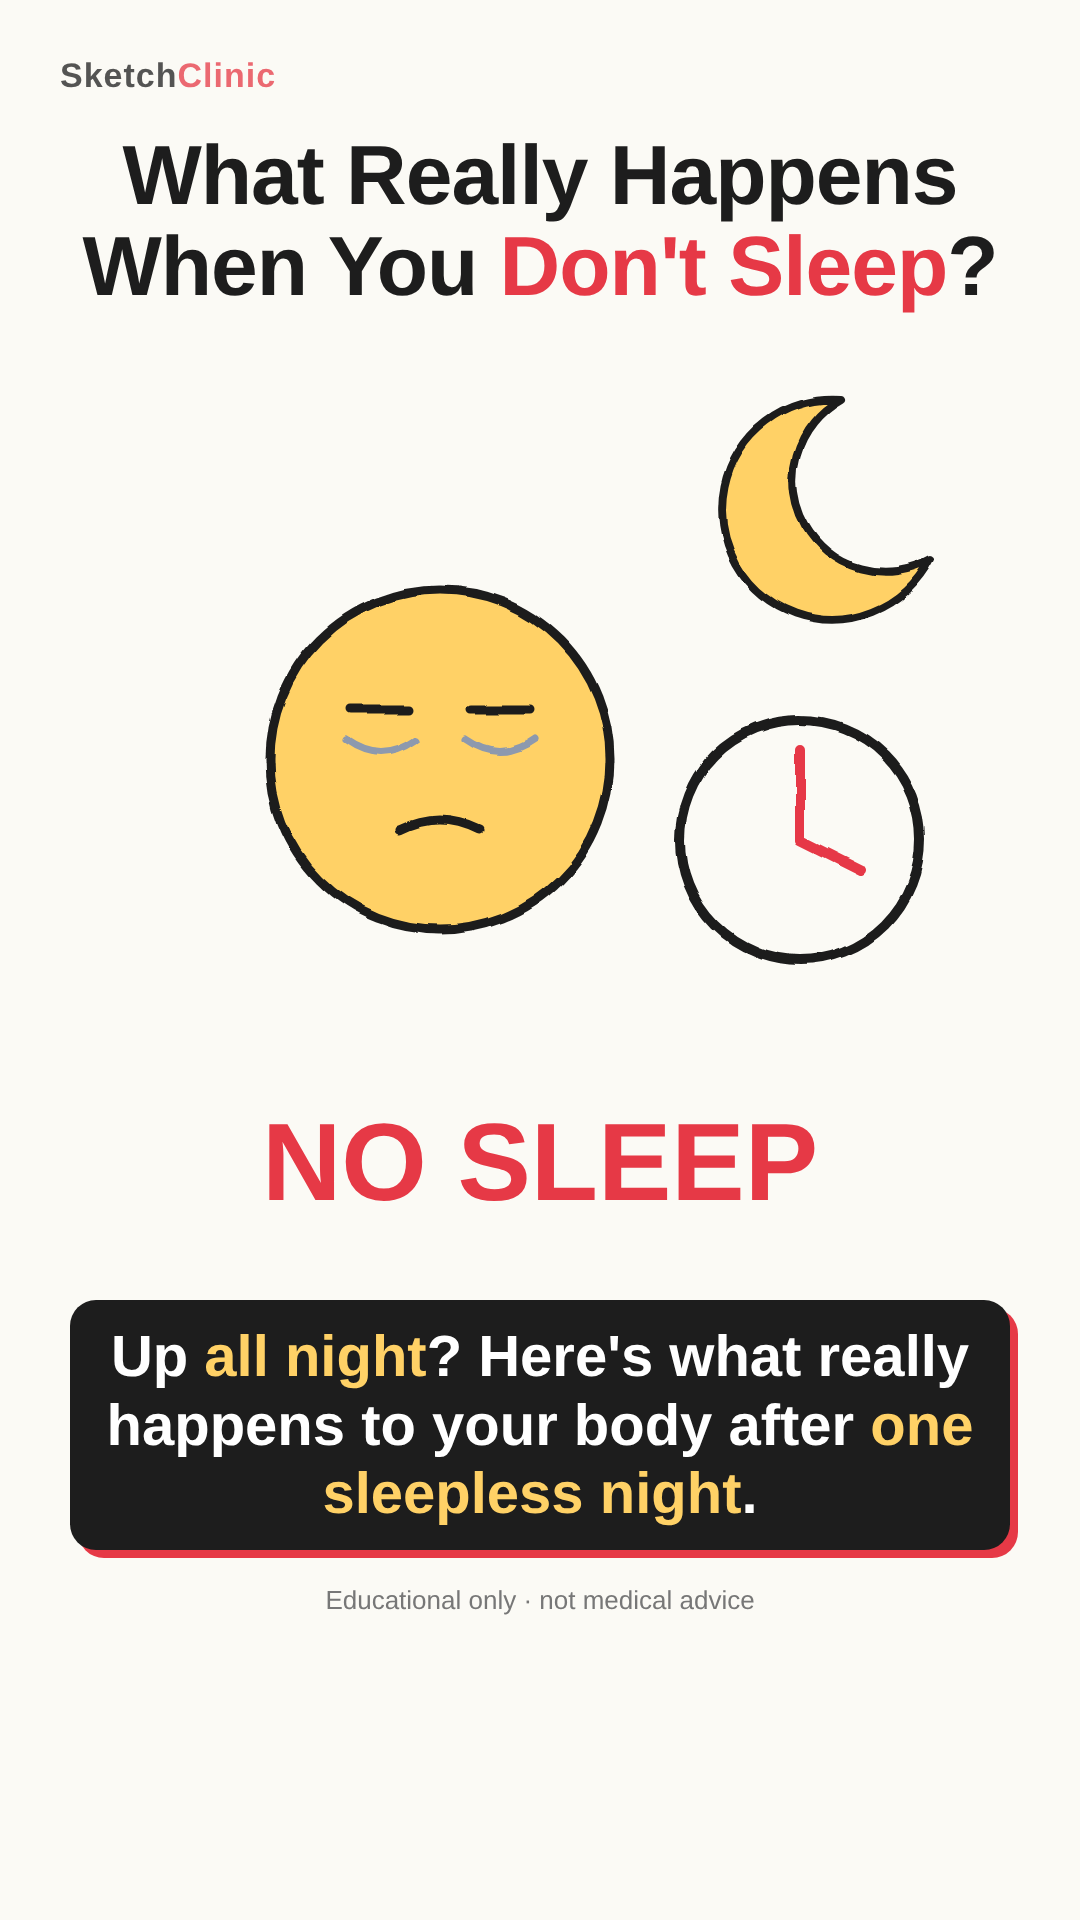 SketchClinic
What Really Happens
When You Don't Sleep?
NO SLEEP
Up all night? Here's what really
happens to your body after one
sleepless night.
Educational only · not medical advice